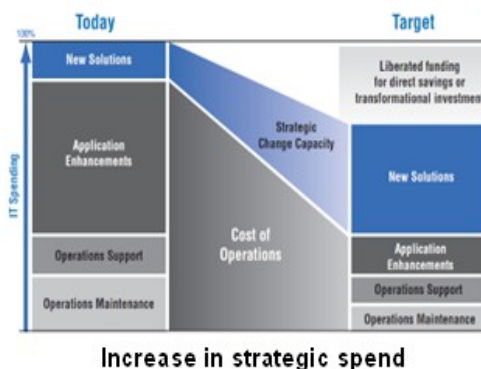 Today
Target
100%
New Solutions
Application
Enhancements
Operations Support
Operations Maintenance
IT Spending
Strategic
Change Capacity
Cost of
Operations
Liberated funding
for direct savings or
transformational investment
New Solutions
Application
Enhancements
Operations Support
Operations Maintenance
Increase in strategic spend